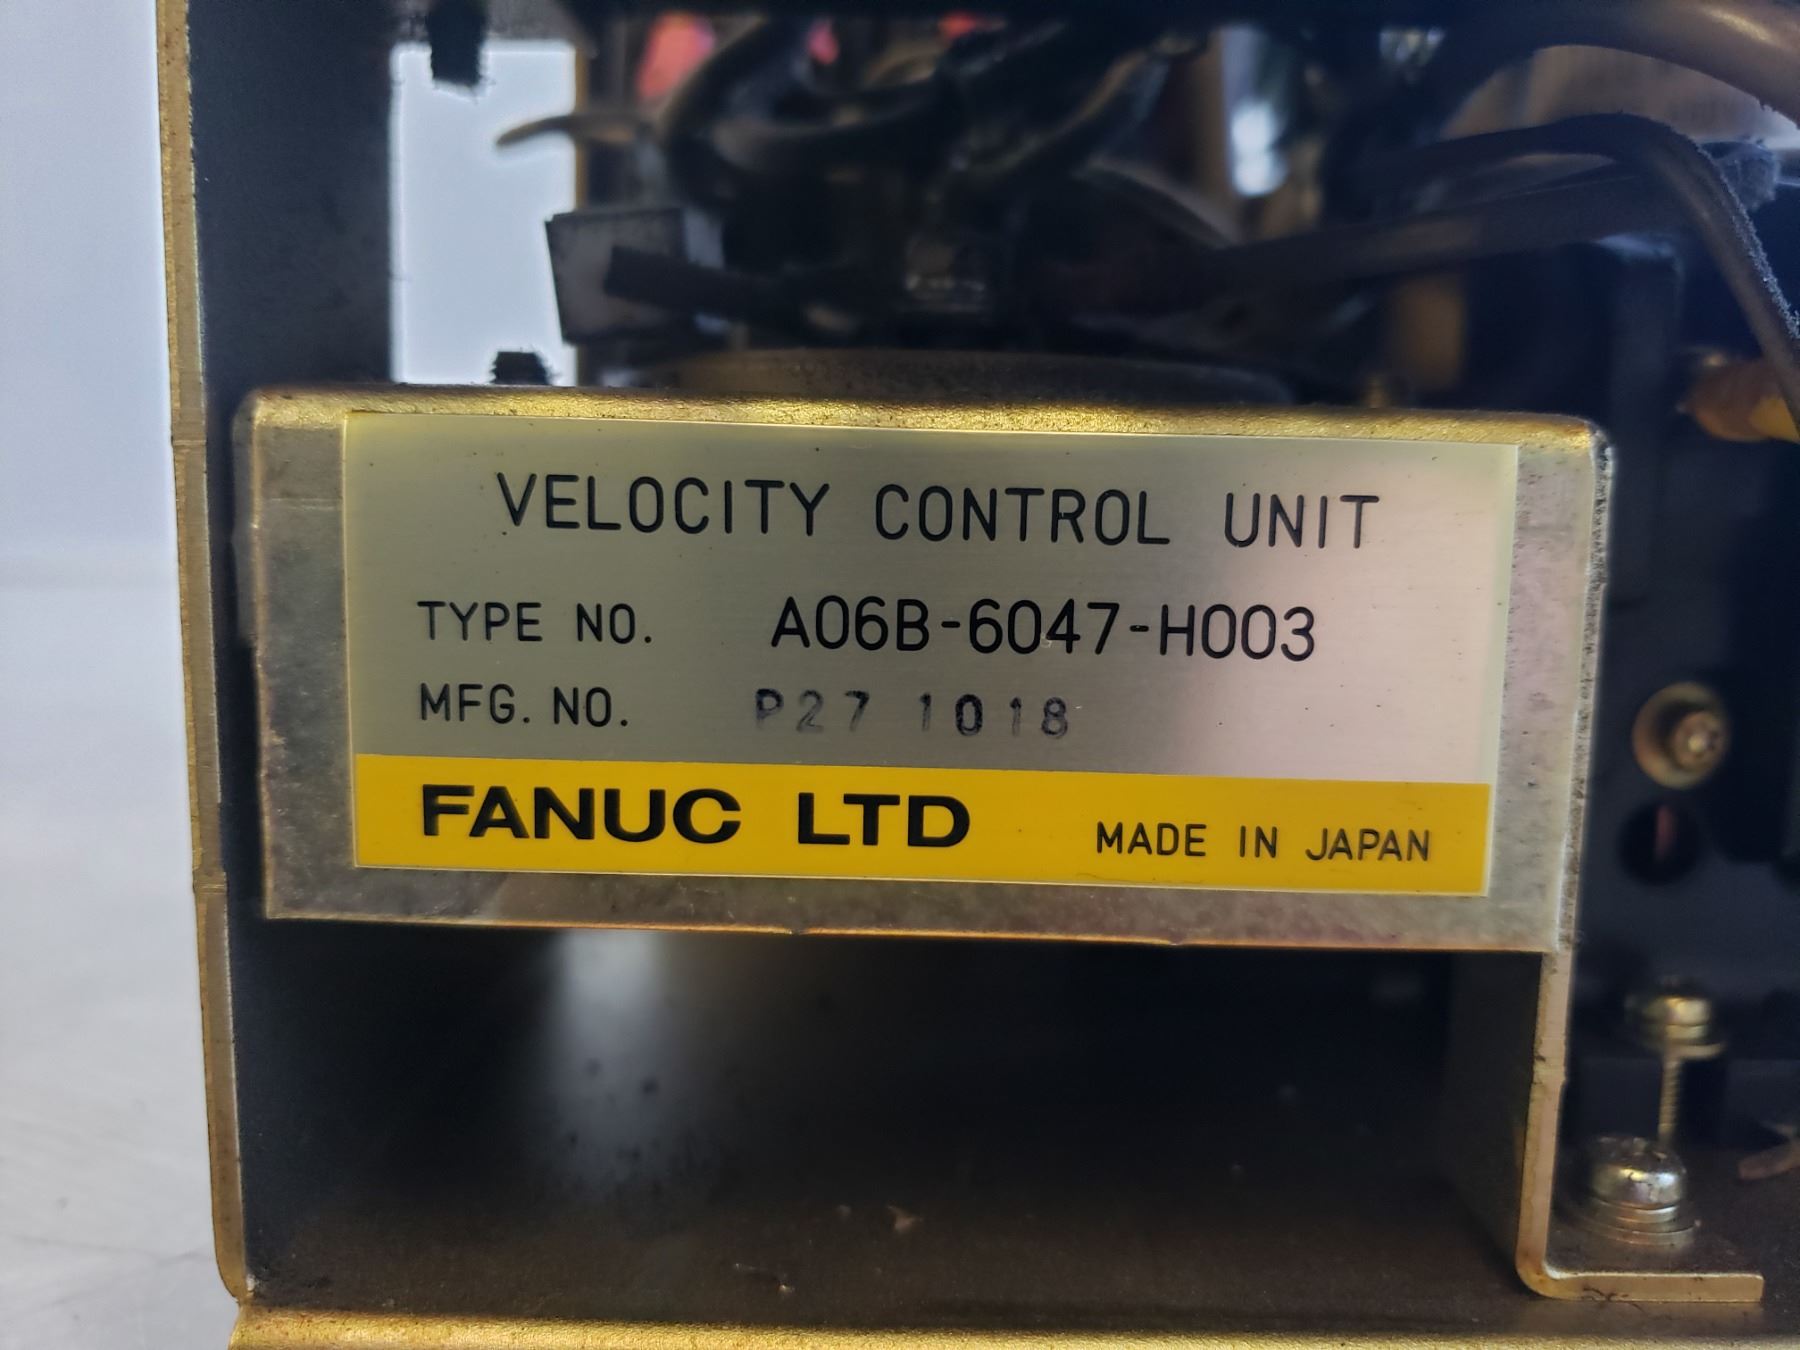 VELOCITY CONTROL UNIT
TYPE NO. A06B-6047-H003
MFG. NO. P27 1018
FANUC LTD MADE IN JAPAN